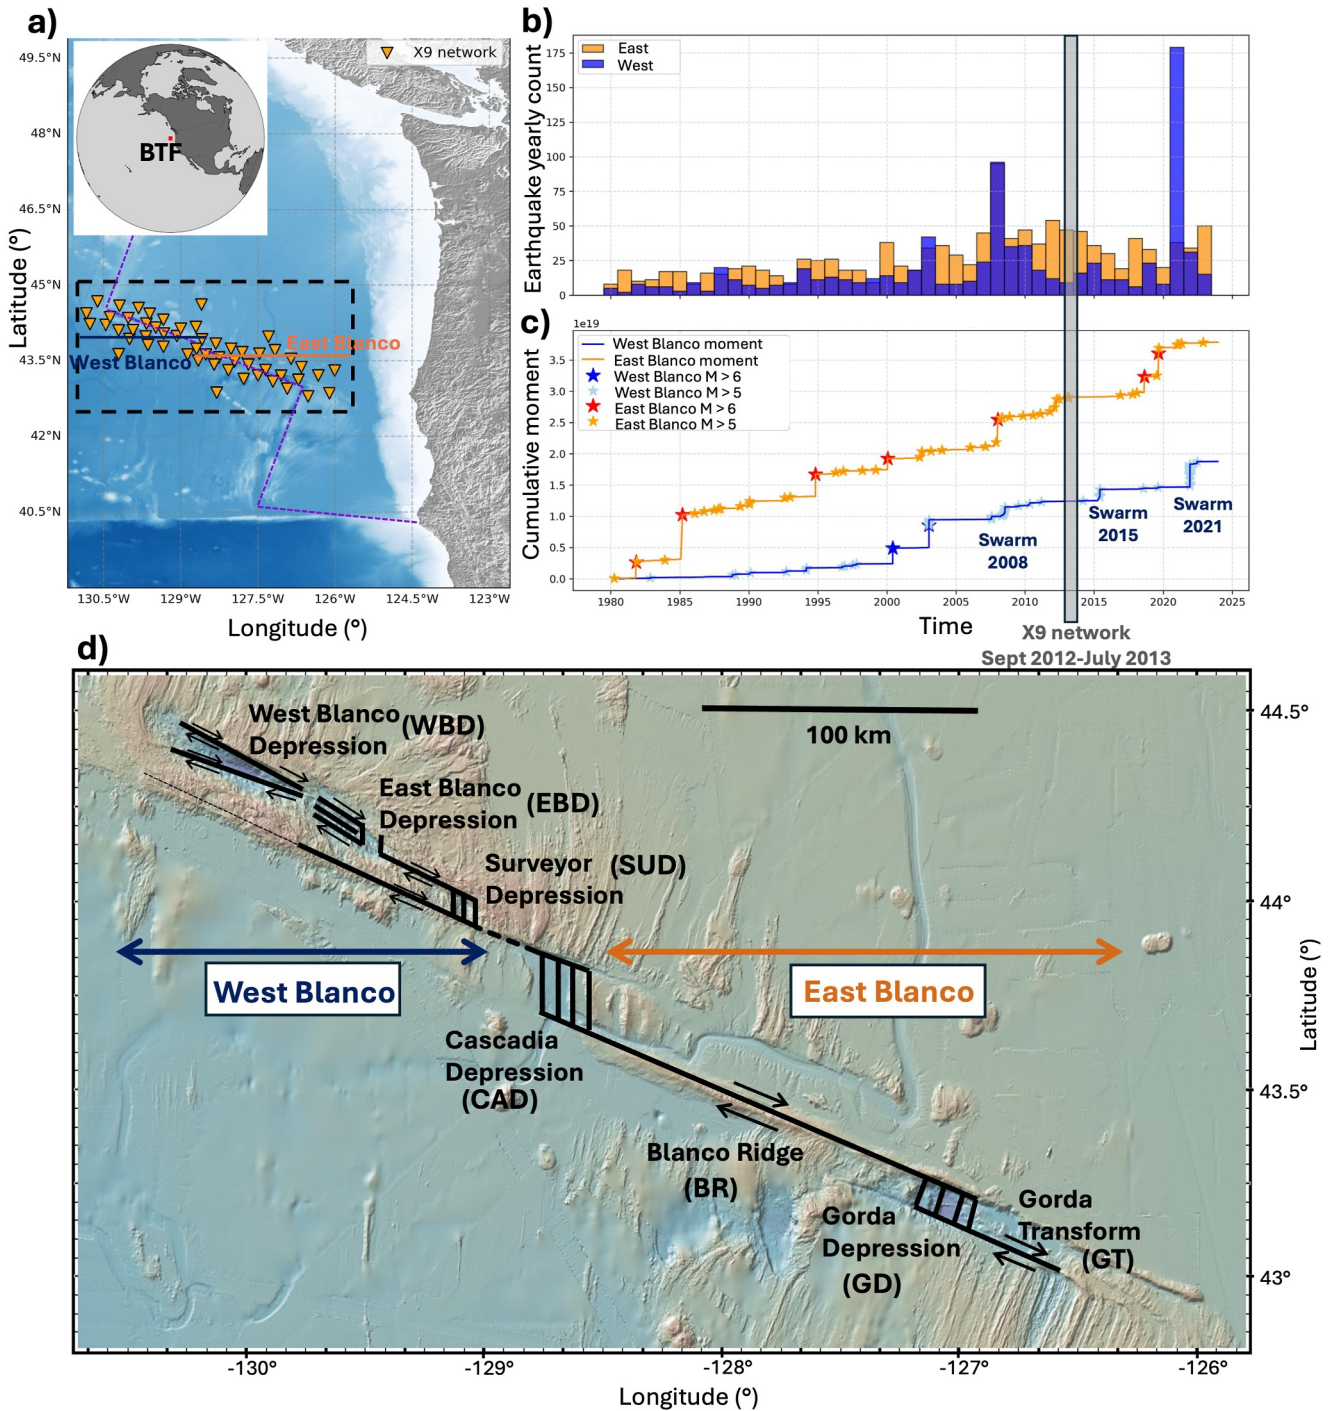 a)
X9 network
BTF
West Blanco
East Blanco
49.5°N
48°N
46.5°N
45°N
43.5°N
42°N
40.5°N
Latitude (°)
130.5°W 129°W 127.5°W 126°W 124.5°W 123°W
Longitude (°)
b)
East
West
175
150
125
100
75
50
25
0
Earthquake yearly count
c)
1e19
West Blanco moment
East Blanco moment
West Blanco M > 6
West Blanco M > 5
East Blanco M > 6
East Blanco M > 5
3.5
3.0
2.5
2.0
1.5
1.0
0.5
0.0
Cumulative moment
Swarm
2008
Swarm
2015
Swarm
2021
1980 1985 1990 1995 2000 2005 2010 2015 2020 2025
Time
X9 network
Sept 2012-July 2013
d)
West Blanco
Depression
(WBD)
100 km
East Blanco
Depression
(EBD)
Surveyor
Depression
(SUD)
West Blanco
East Blanco
Cascadia
Depression
(CAD)
Blanco Ridge
(BR)
Gorda
Depression
(GD)
Gorda
Transform
(GT)
44.5°
44°
43.5°
43°
Latitude (°)
-130° -129° -128° -127° -126°
Longitude (°)